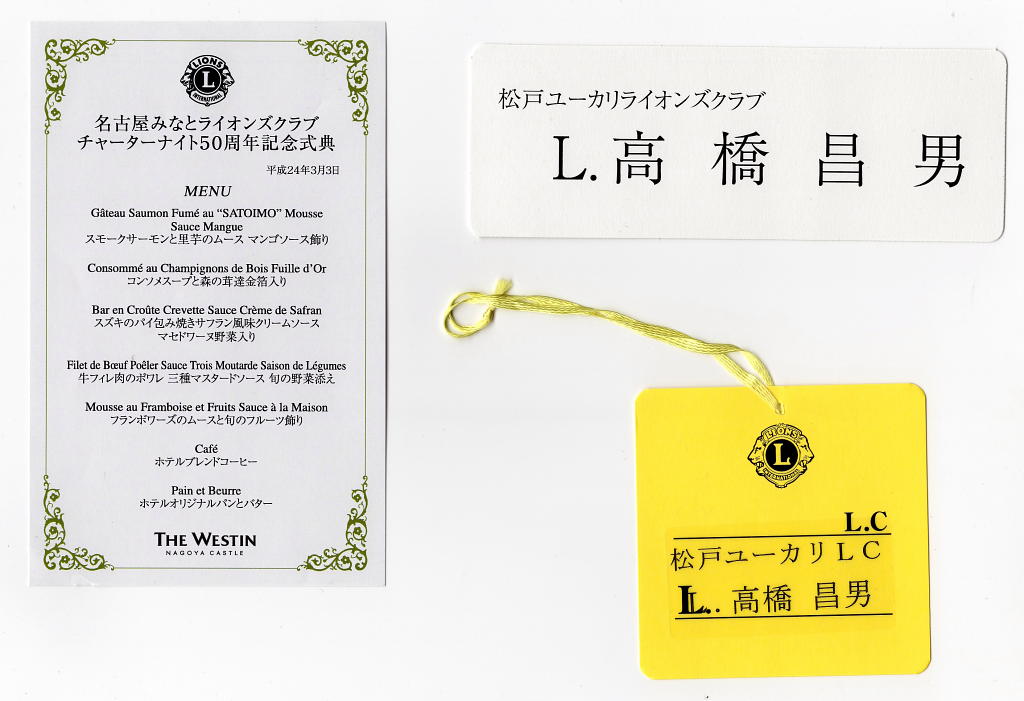 LIONS
L
INTERNATIONAL
名古屋みなとライオンズクラブ
チャーターナイト50周年記念式典
平成24年3月3日
MENU
Gâteau Saumon Fumé au “SATOIMO” Mousse
Sauce Mangue
スモークサーモンと里芋のムース マンゴソース飾り
Consommé au Champignons de Bois Fuille d’Or
コンソメスープと森の茸達金箔入り
Bar en Croûte Crevette Sauce Crème de Safran
スズキのパイ包み焼きサフラン風味クリームソース
マセドワーヌ野菜入り
Filet de Bœuf Poêler Sauce Trois Moutarde Saison de Légumes
牛フィレ肉のポワレ 三種マスタードソース 旬の野菜添え
Mousse au Framboise et Fruits Sauce à la Maison
フランボワーズのムースと旬のフルーツ飾り
Café
ホテルブレンドコーヒー
Pain et Beurre
ホテルオリジナルパンとバター
THE WESTIN
NAGOYA CASTLE
松戸ユーカリライオンズクラブ
L. 高橋昌男
LIONS
L
INTERNATIONAL
L.C
松戸ユーカリLC
L.. 高橋 昌男